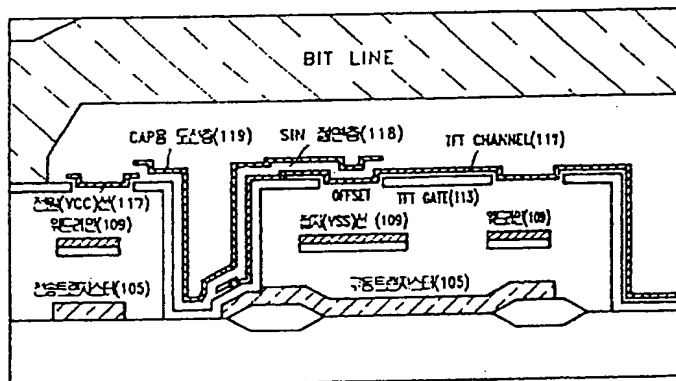 BIT LINE
CAP용 도전층(119)
SIN 절연층(118)
TFT CHANNEL(117)
전원(VCC)선(117)
OFFSET
TFT GATE(113)
워드라인(109)
접지(VSS)선 (109)
워드라인(109)
전송트랜지스터(105)
구동트랜지스터(105)